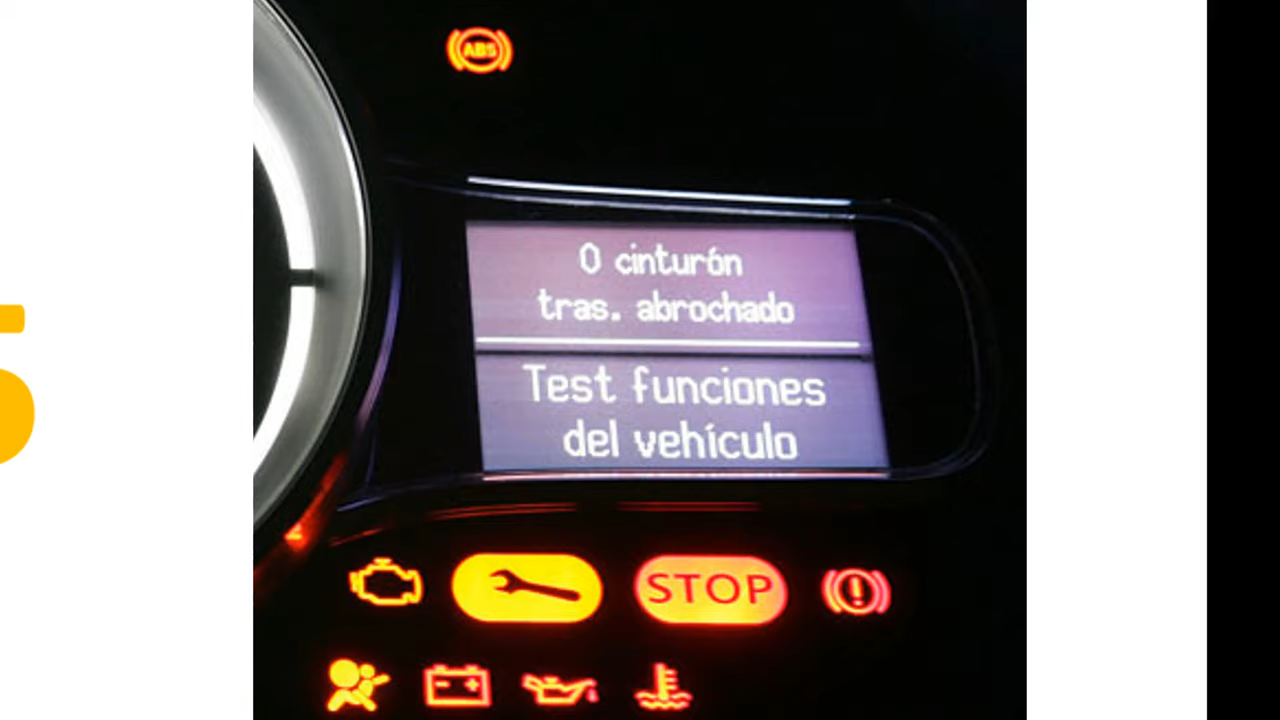 ABS
0 cinturón
tras. abrochado
Test funciones
del vehículo
STOP